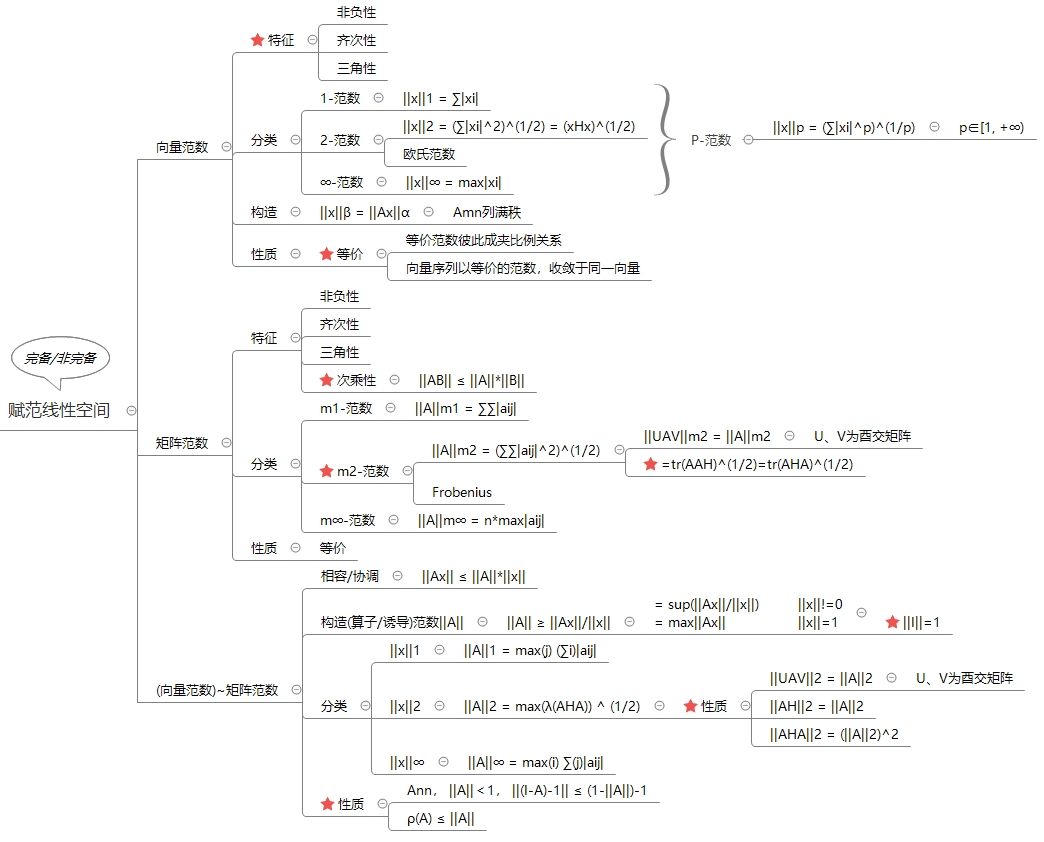 非负性
特征
齐次性
三角性
1-范数
||x||1 = ∑|xi|
分类
2-范数
||x||2 = (∑|xi|^2)^(1/2) = (xHx)^(1/2)
欧氏范数
∞-范数
||x||∞ = max|xi|
P-范数
||x||p = (∑|xi|^p)^(1/p)
p∈[1, +∞)
向量范数
构造
||x||β = ||Ax||α
Amn列满秩
性质
等价
等价范数彼此成夹比例关系
向量序列以等价的范数，收敛于同一向量
完备/非完备
赋范线性空间
矩阵范数
特征
非负性
齐次性
三角性
次乘性
||AB|| ≤ ||A||*||B||
分类
m1-范数
||A||m1 = ∑∑|aij|
m2-范数
||A||m2 = (∑∑|aij|^2)^(1/2)
||UAV||m2 = ||A||m2
U、V为酉交矩阵
=tr(AAH)^(1/2)=tr(AHA)^(1/2)
Frobenius
m∞-范数
||A||m∞ = n*max|aij|
性质
等价
(向量范数)~矩阵范数
相容/协调
||Ax|| ≤ ||A||*||x||
构造(算子/诱导)范数||A||
||A|| ≥ ||Ax||/||x||
= sup(||Ax||/||x||) ||x||!=0
= max||Ax|| ||x||=1
||I||=1
分类
||x||1
||A||1 = max(j) (∑i)|aij|
||x||2
||A||2 = max(λ(AHA)) ^ (1/2)
性质
||UAV||2 = ||A||2
U、V为酉交矩阵
||AH||2 = ||A||2
||AHA||2 = (||A||2)^2
||x||∞
||A||∞ = max(i) ∑(j)|aij|
性质
Ann，||A||＜1，||(I-A)-1|| ≤ (1-||A||)-1
ρ(A) ≤ ||A||